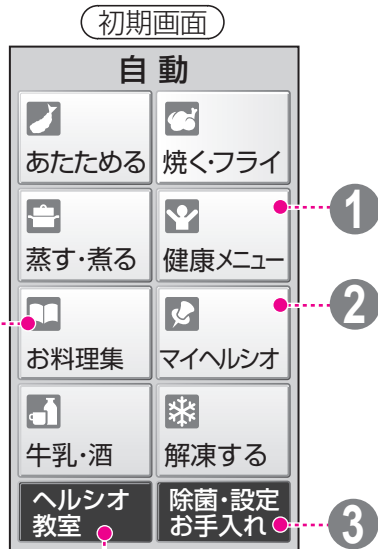 初期画面
自動
あたためる 焼く・フライ
❶
蒸す・煮る 健康メニュー
❷
お料理集 マイヘルシオ
牛乳・酒 解凍する
ヘルシオ 除菌・設定
教室 お手入れ
❸